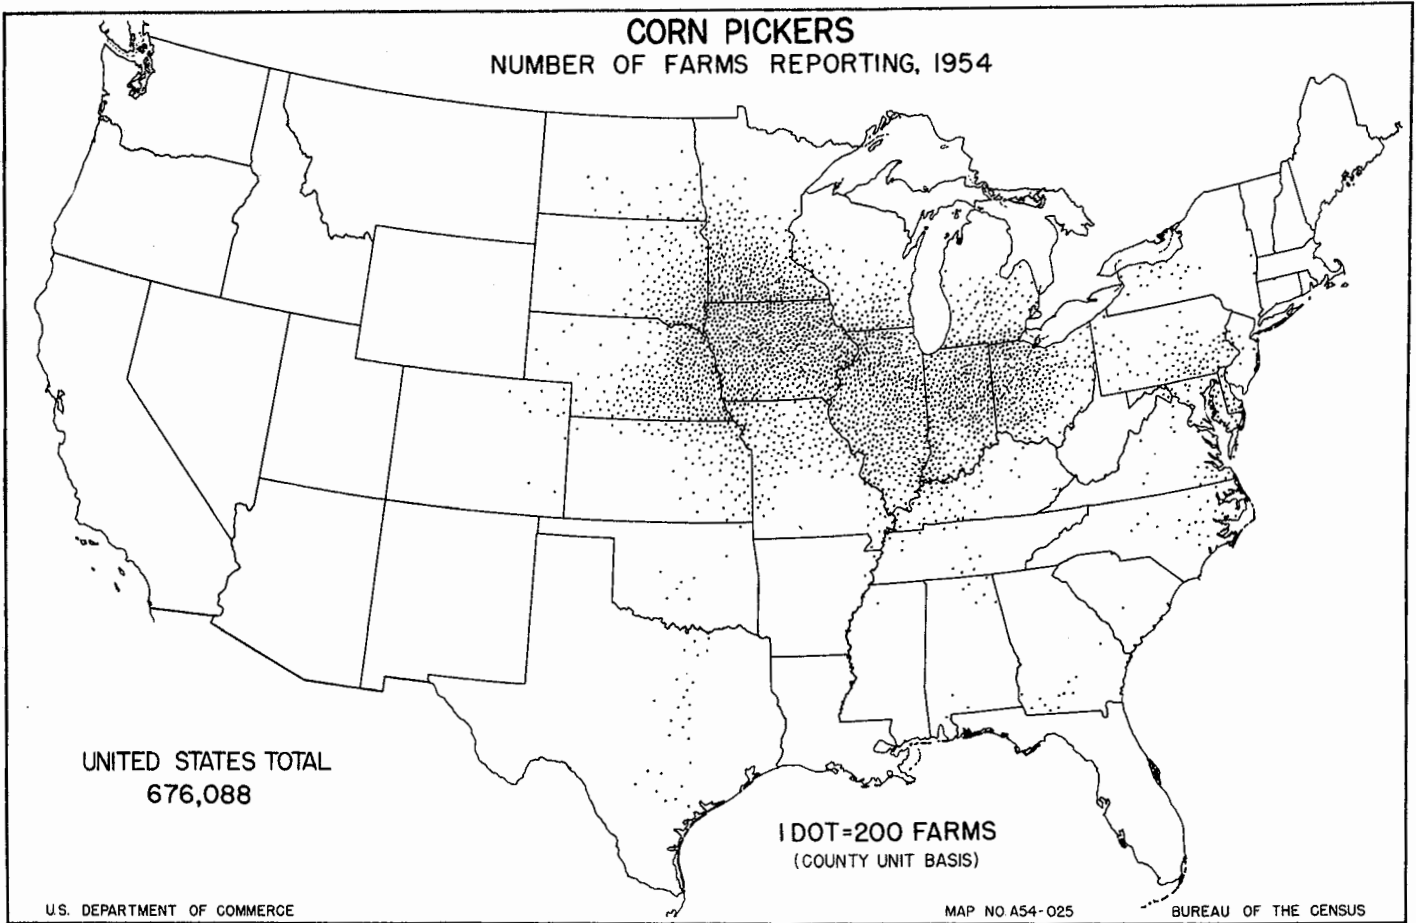 CORN PICKERS
NUMBER OF FARMS REPORTING, 1954
UNITED STATES TOTAL
676,088
1 DOT=200 FARMS
(COUNTY UNIT BASIS)
U.S. DEPARTMENT OF COMMERCE
MAP NO. A54-025
BUREAU OF THE CENSUS